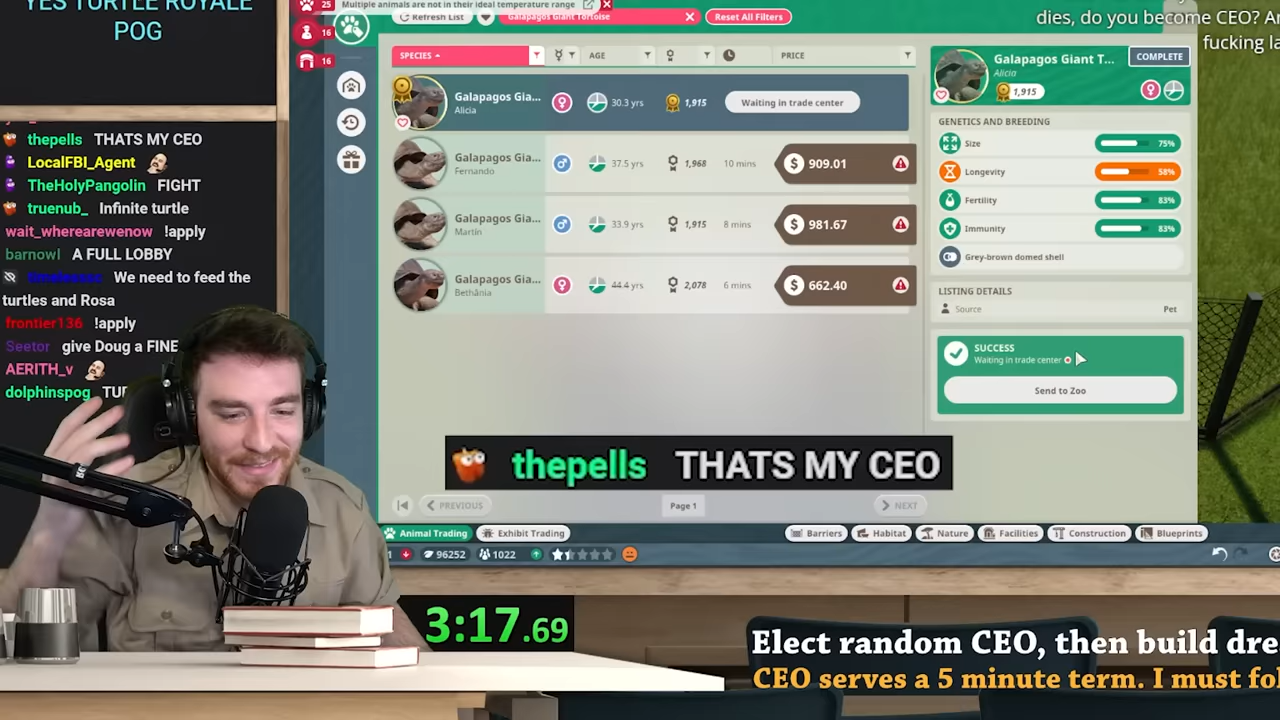 YES TURTLE ROYALE
POG
thepells THATS MY CEO
LocalFBI_Agent
TheHolyPangolin FIGHT
truenub_ Infinite turtle
wait_wherearewenow !apply
barnowl A FULL LOBBY
We need to feed the
turtles and Rosa
frontier136 !apply
Seetor give Doug a FINE
AERITH_v
dolphinspog TUR
25
16
16
Multiple animals are not in their ideal temperature range
Refresh List
Galapagos Giant Tortoise
Reset All Filters
SPECIES
AGE
PRICE
Galapagos Gia...
Alicia
30.3 yrs
1,915
Waiting in trade center
Galapagos Gia...
Fernando
37.5 yrs
1,968
10 mins
$ 909.01
Galapagos Gia...
Martín
33.9 yrs
1,915
8 mins
$ 981.67
Galapagos Gia...
Bethânia
44.4 yrs
2,078
6 mins
$ 662.40
Galapagos Giant T...
Alicia
1,915
COMPLETE
GENETICS AND BREEDING
Size 75%
Longevity 58%
Fertility 83%
Immunity 83%
Grey-brown domed shell
LISTING DETAILS
Source Pet
SUCCESS
Waiting in trade center
Send to Zoo
dies, do you become CEO? An
fucking la
thepells THATS MY CEO
PREVIOUS
Page 1
NEXT
Animal Trading
Exhibit Trading
Barriers
Habitat
Nature
Facilities
Construction
Blueprints
1
96252
1022
3:17.69
Elect random CEO, then build dre
CEO serves a 5 minute term. I must fol